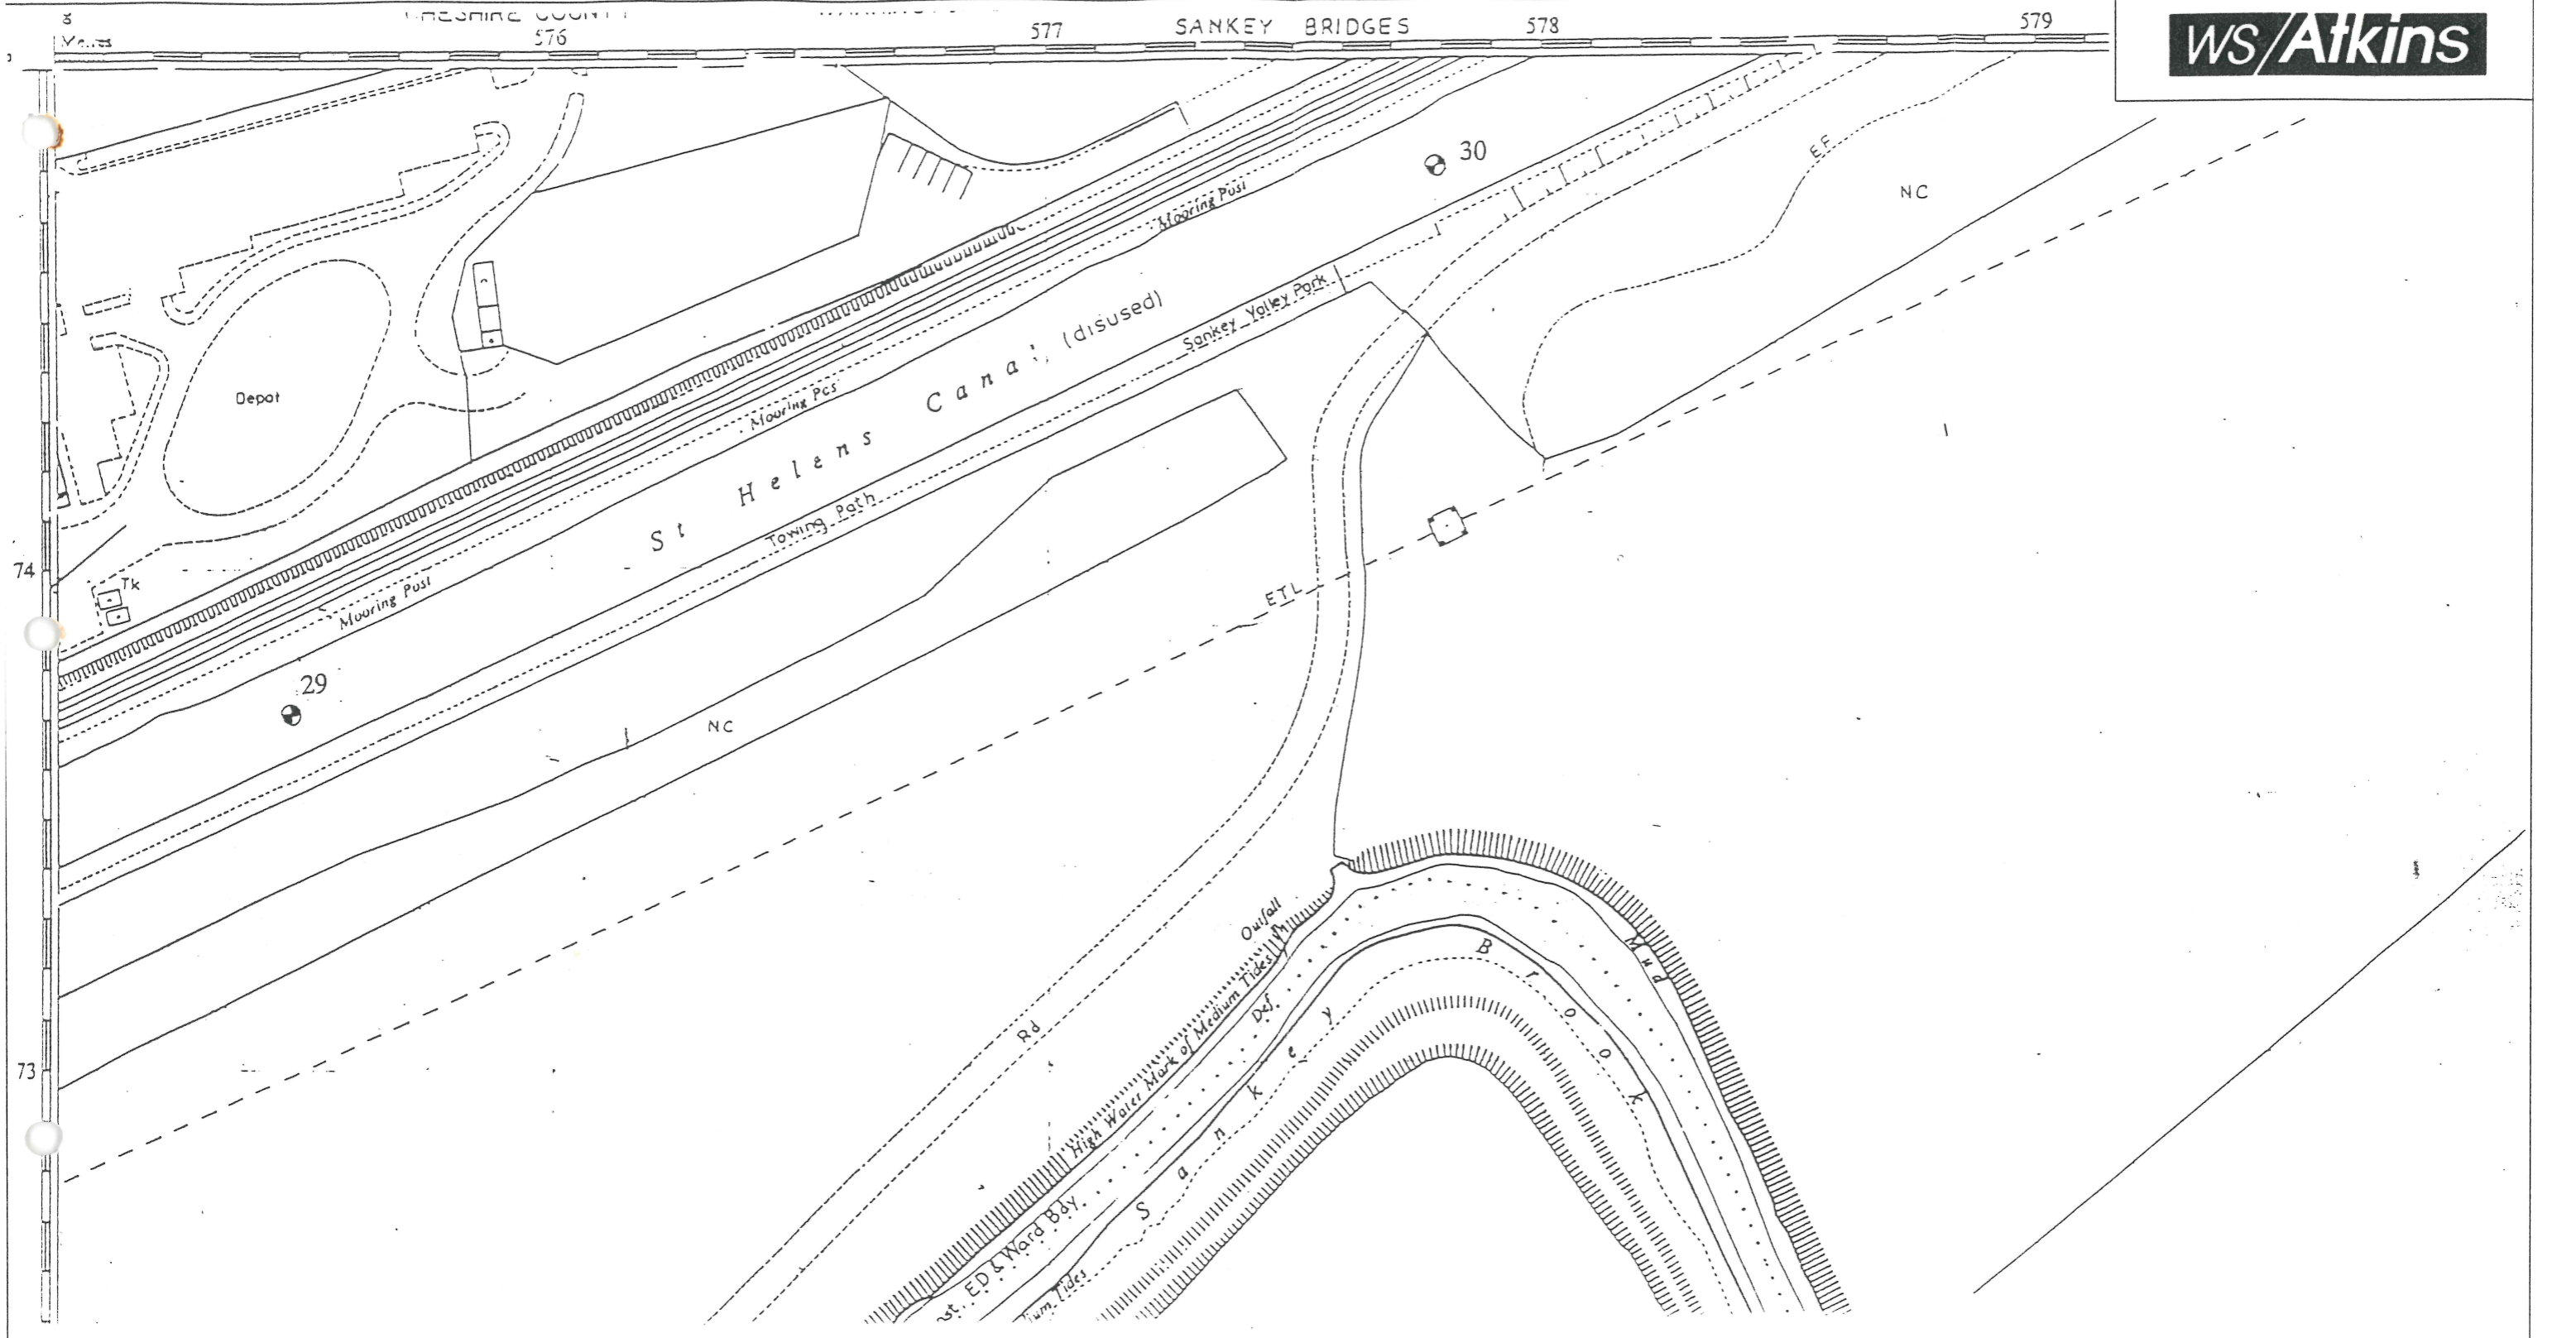 576
577
SANKEY BRIDGES
578
579
WS/Atkins
30
EF
NC
Mooring Post
Sankey Valley Park
Depot
St Helens Canal, (disused)
Mooring
Towing Path
ETL
74
Tk
Mooring Post
29
NC
Outfall
Mud
High Water Mark of Medium Tides
Def.
Sankey Brook
Rd
73
ED & Ward Bdy.
Tides